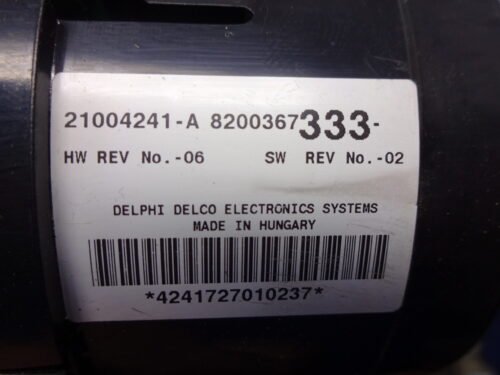 21004241-A 8200367333-
HW REV No.-06 SW REV No.-02
DELPHI DELCO ELECTRONICS SYSTEMS
MADE IN HUNGARY
*4241727010237*